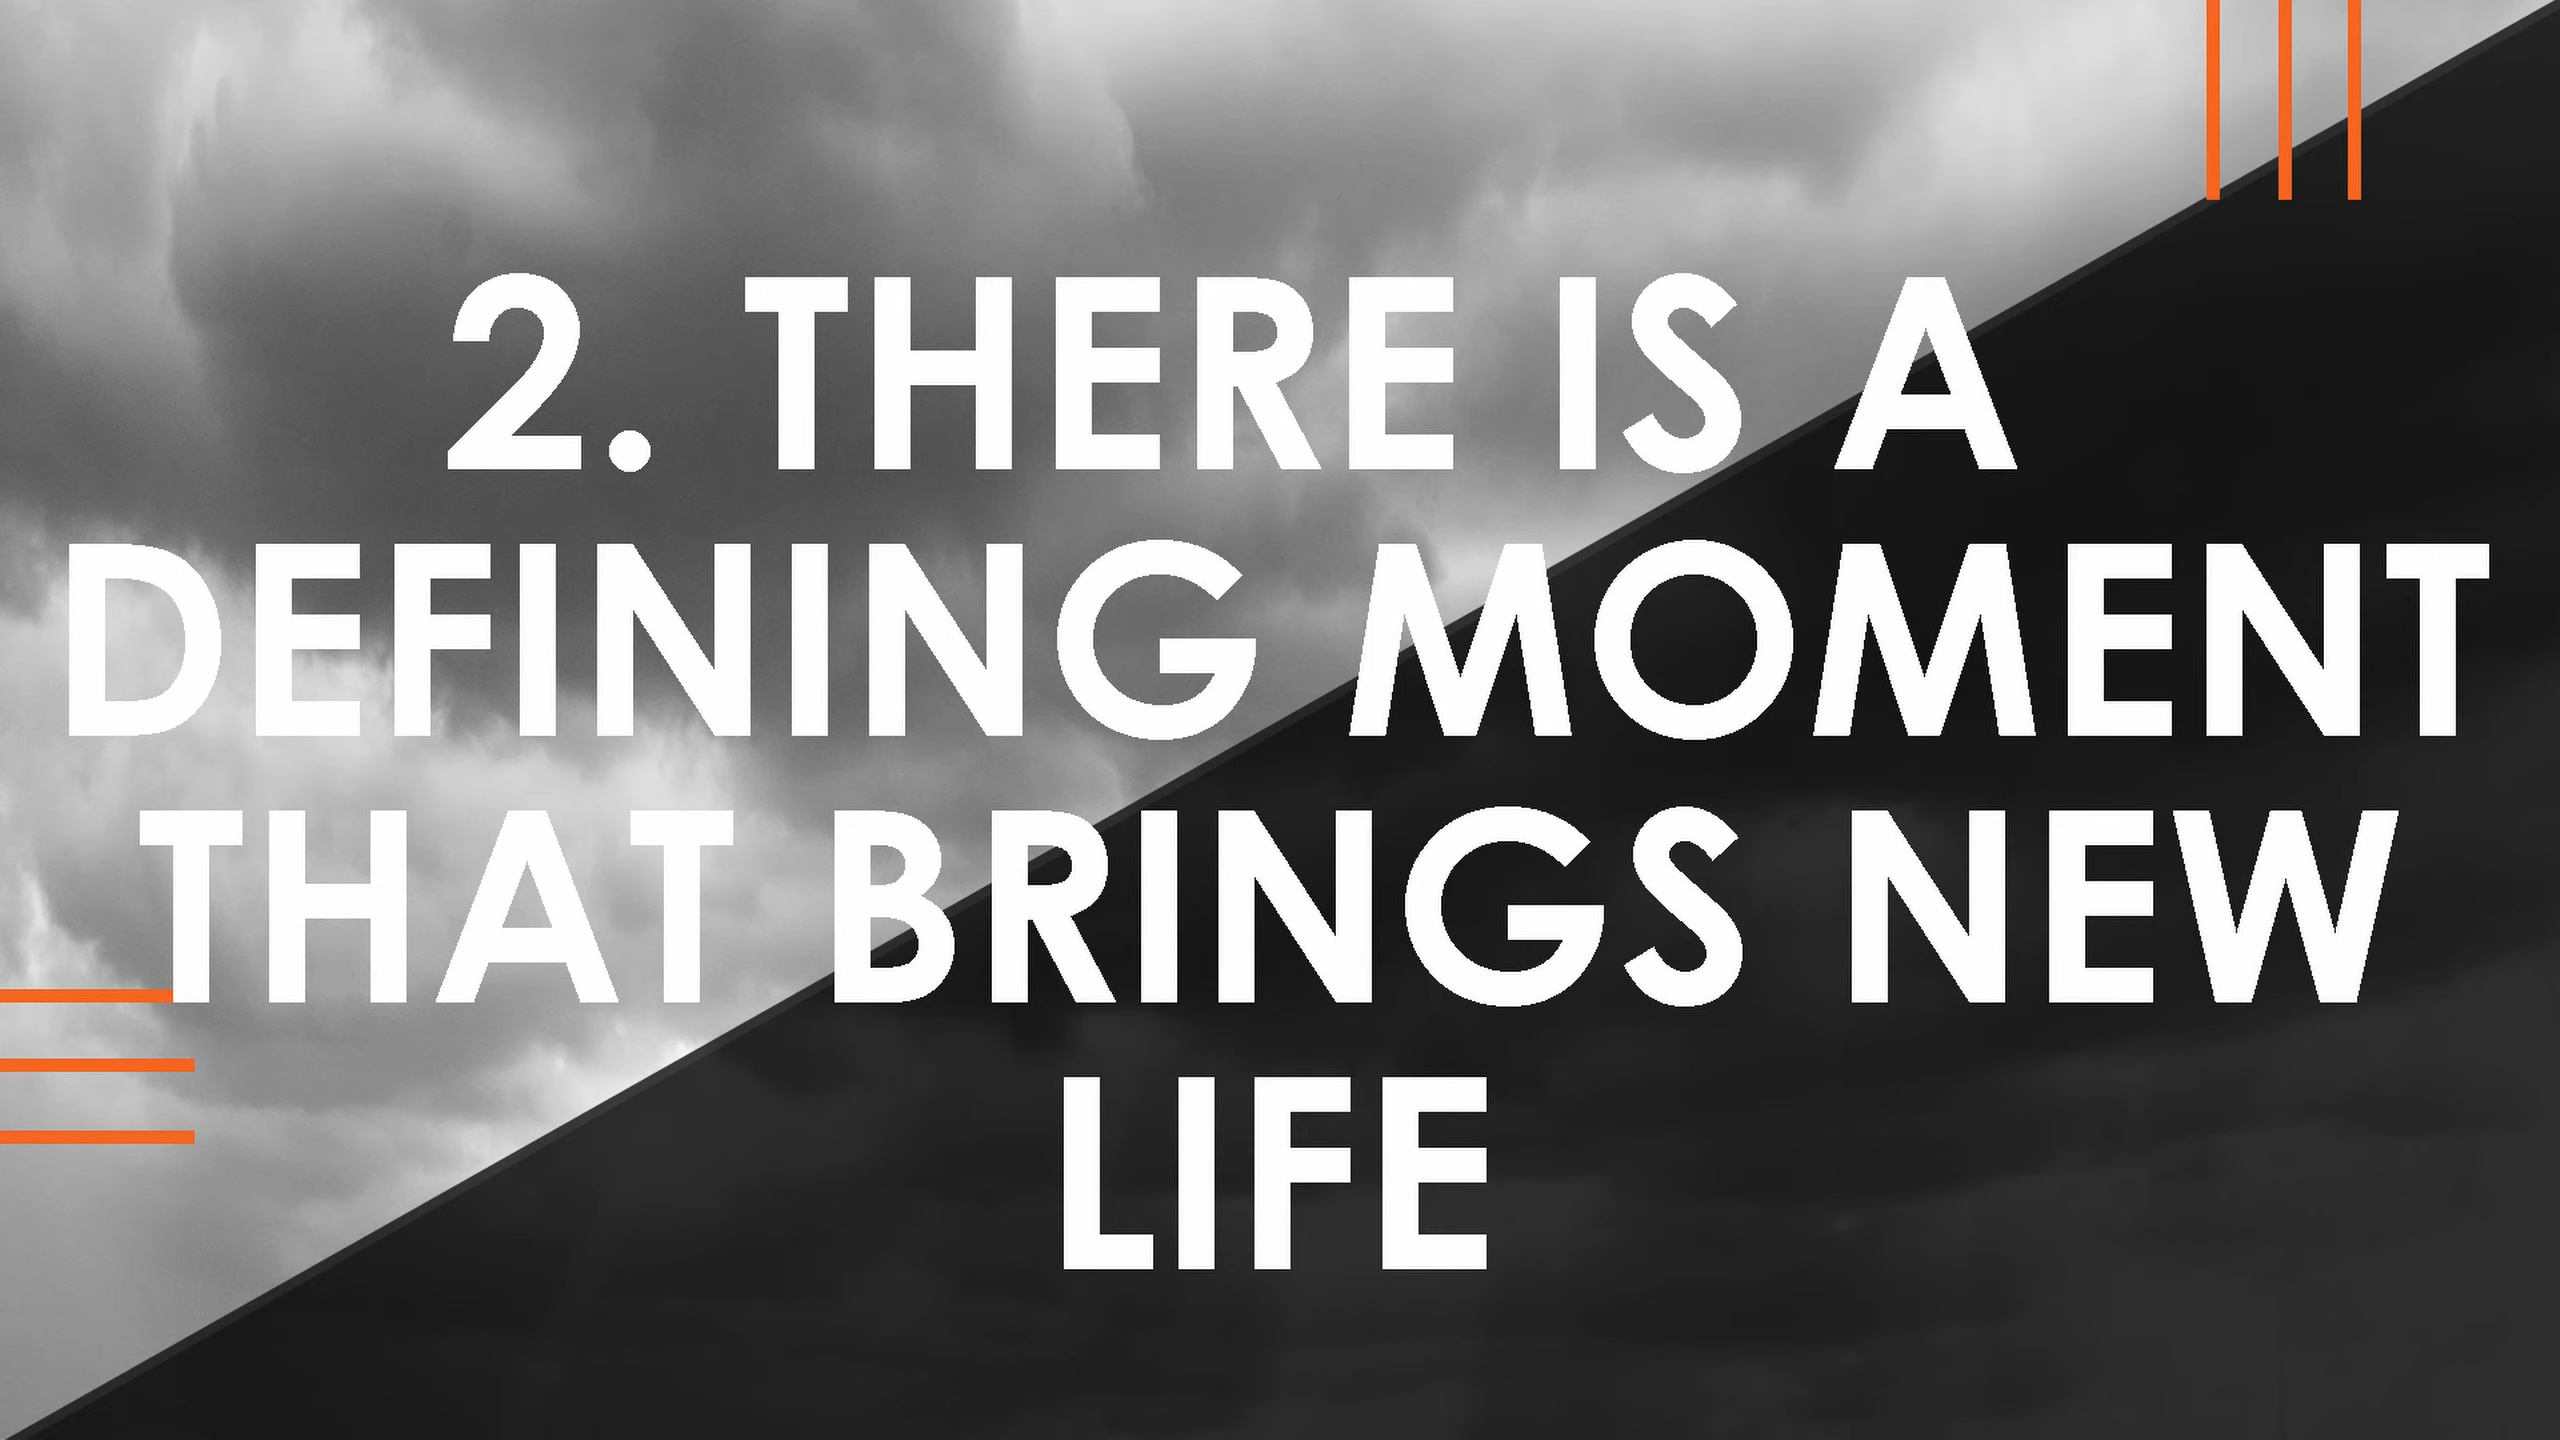 2. THERE IS A
DEFINING MOMENT
THAT BRINGS NEW
LIFE